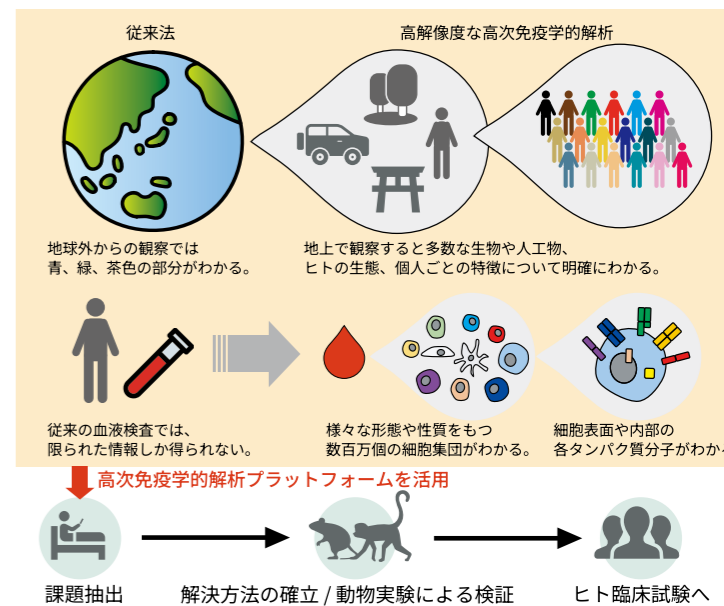 従来法
高解像度な高次免疫学的解析
地球外からの観察では
青、緑、茶色の部分がわかる。
地上で観察すると多数な生物や人工物、
ヒトの生態、個人ごとの特徴について明確にわかる。
従来の血液検査では、
限られた情報しか得られない。
様々な形態や性質をもつ
数百万個の細胞集団がわかる。
細胞表面や内部の
各タンパク質分子がわか
高次免疫学的解析プラットフォームを活用
課題抽出
解決方法の確立 / 動物実験による検証
ヒト臨床試験へ